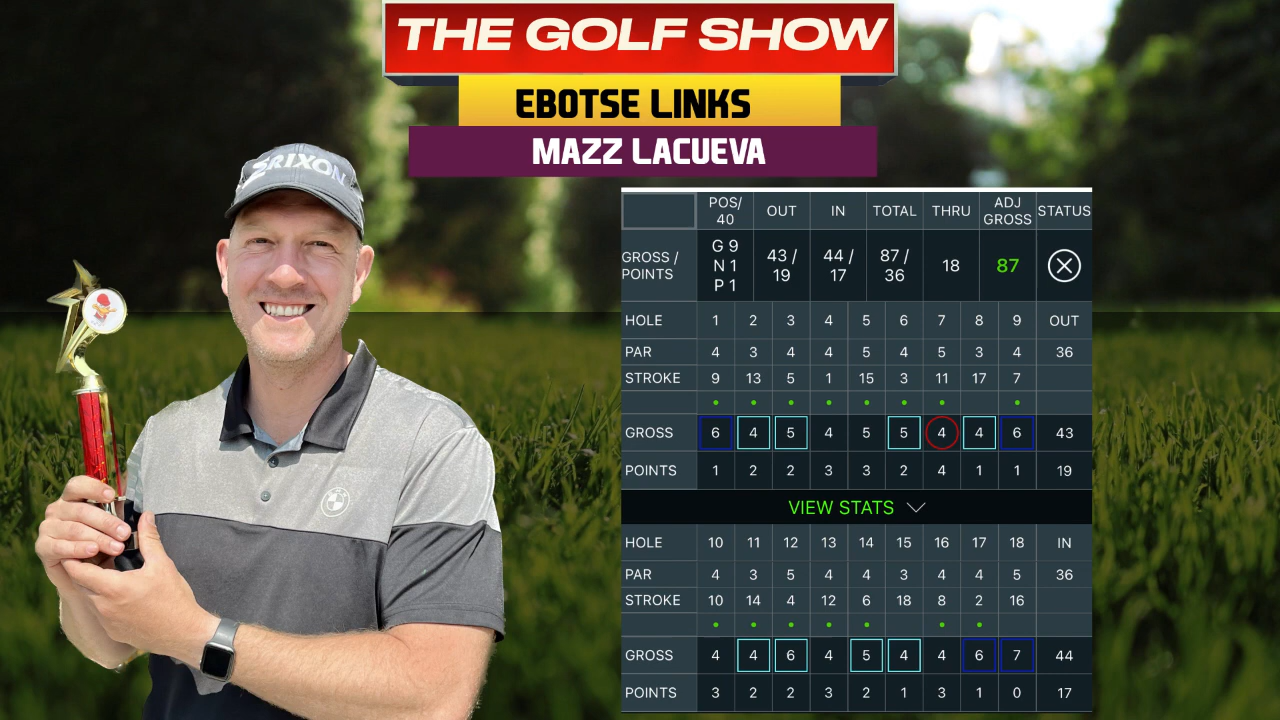 THE GOLF SHOW
EBOTSE LINKS
MAZZ LACUEVA
SRIXON
POS/ 40 OUT IN TOTAL THRU ADJ GROSS STATUS
GROSS / POINTS G 9 N 1 P 1 43 / 19 44 / 17 87 / 36 18 87
HOLE 1 2 3 4 5 6 7 8 9 OUT
PAR 4 3 4 4 5 4 5 3 4 36
STROKE 9 13 5 1 15 3 11 17 7
GROSS 6 4 5 4 5 5 4 4 6 43
POINTS 1 2 2 3 3 2 4 1 1 19
VIEW STATS
HOLE 10 11 12 13 14 15 16 17 18 IN
PAR 4 3 5 4 4 3 4 4 5 36
STROKE 10 14 4 12 6 18 8 2 16
GROSS 4 4 6 4 5 4 4 6 7 44
POINTS 3 2 2 3 2 1 3 1 0 17